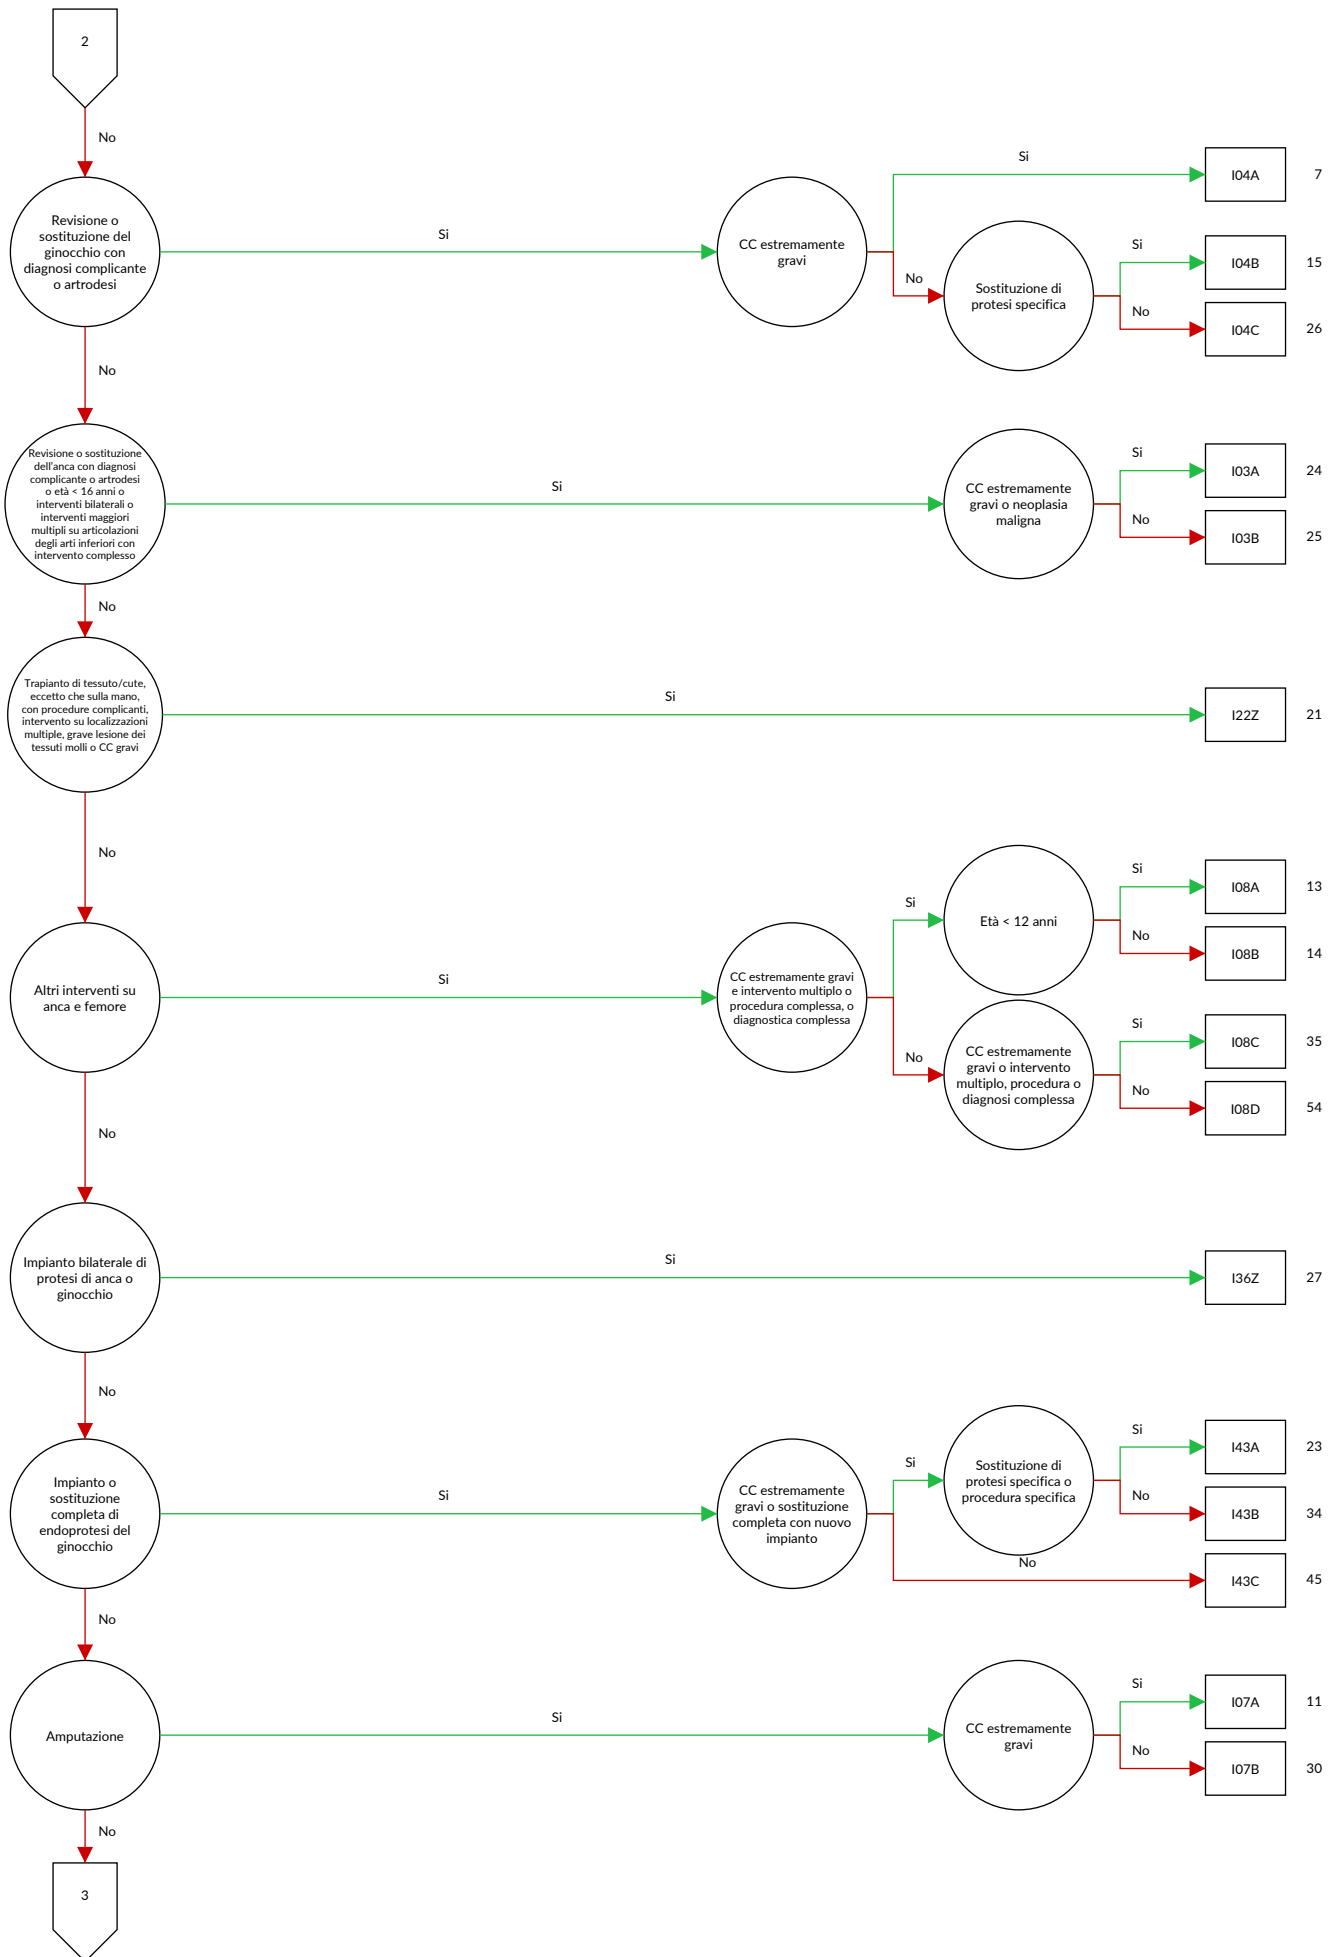 2
No
Revisione o
sostituzione del
ginocchio con
diagnosi complicante
o artrodesi
Si
CC estremamente
gravi
Si
I04A
7
No
Sostituzione di
protesi specifica
Si
I04B
15
No
I04C
26
No
Revisione o sostituzione
dell'anca con diagnosi
complicante o artrodesi
o età < 16 anni o
interventi bilaterali o
interventi maggiori
multipli su articolazioni
degli arti inferiori con
intervento complesso
Si
CC estremamente
gravi o neoplasia
maligna
Si
I03A
24
No
I03B
25
No
Trapianto di tessuto/cute,
eccetto che sulla mano,
con procedure complicanti,
intervento su localizzazioni
multiple, grave lesione dei
tessuti molli o CC gravi
Si
I22Z
21
No
Altri interventi su
anca e femore
Si
CC estremamente gravi
e intervento multiplo o
procedura complessa, o
diagnostica complessa
Si
Età < 12 anni
Si
I08A
13
No
I08B
14
No
CC estremamente
gravi o intervento
multiplo, procedura o
diagnosi complessa
Si
I08C
35
No
I08D
54
No
Impianto bilaterale di
protesi di anca o
ginocchio
Si
I36Z
27
No
Impianto o
sostituzione
completa di
endoprotesi del
ginocchio
Si
CC estremamente
gravi o sostituzione
completa con nuovo
impianto
Si
Sostituzione di
protesi specifica o
procedura specifica
Si
I43A
23
No
I43B
34
No
I43C
45
No
Amputazione
Si
CC estremamente
gravi
Si
I07A
11
No
I07B
30
No
3